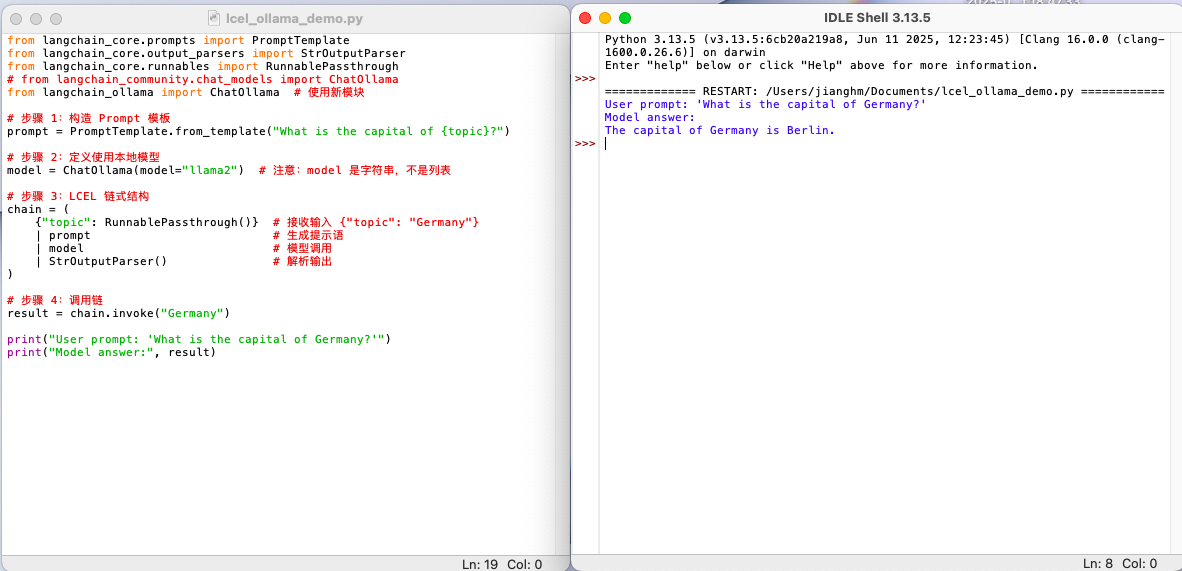 lcel_ollama_demo.py
from langchain_core.prompts import PromptTemplate
from langchain_core.output_parsers import StrOutputParser
from langchain_core.runnables import RunnablePassthrough
# from langchain_community.chat_models import ChatOllama
from langchain_ollama import ChatOllama  # 使用新模块
# 步骤 1：构造 Prompt 模板
prompt = PromptTemplate.from_template("What is the capital of {topic}?")
# 步骤 2：定义使用本地模型
model = ChatOllama(model="llama2")  # 注意：model 是字符串，不是列表
# 步骤 3：LCEL 链式结构
chain = (
    {"topic": RunnablePassthrough()}  # 接收输入 {"topic": "Germany"}
    | prompt                          # 生成提示语
    | model                           # 模型调用
    | StrOutputParser()               # 解析输出
)
# 步骤 4：调用链
result = chain.invoke("Germany")
print("User prompt: 'What is the capital of Germany?'")
print("Model answer:", result)
Ln: 19 Col: 0
IDLE Shell 3.13.5
Python 3.13.5 (v3.13.5:6cb20a219a8, Jun 11 2025, 12:23:45) [Clang 16.0.0 (clang-
1600.0.26.6)] on darwin
Enter "help" below or click "Help" above for more information.
>>>
============= RESTART: /Users/jianghm/Documents/lcel_ollama_demo.py ============
User prompt: 'What is the capital of Germany?'
Model answer:
The capital of Germany is Berlin.
>>>
Ln: 8 Col: 0